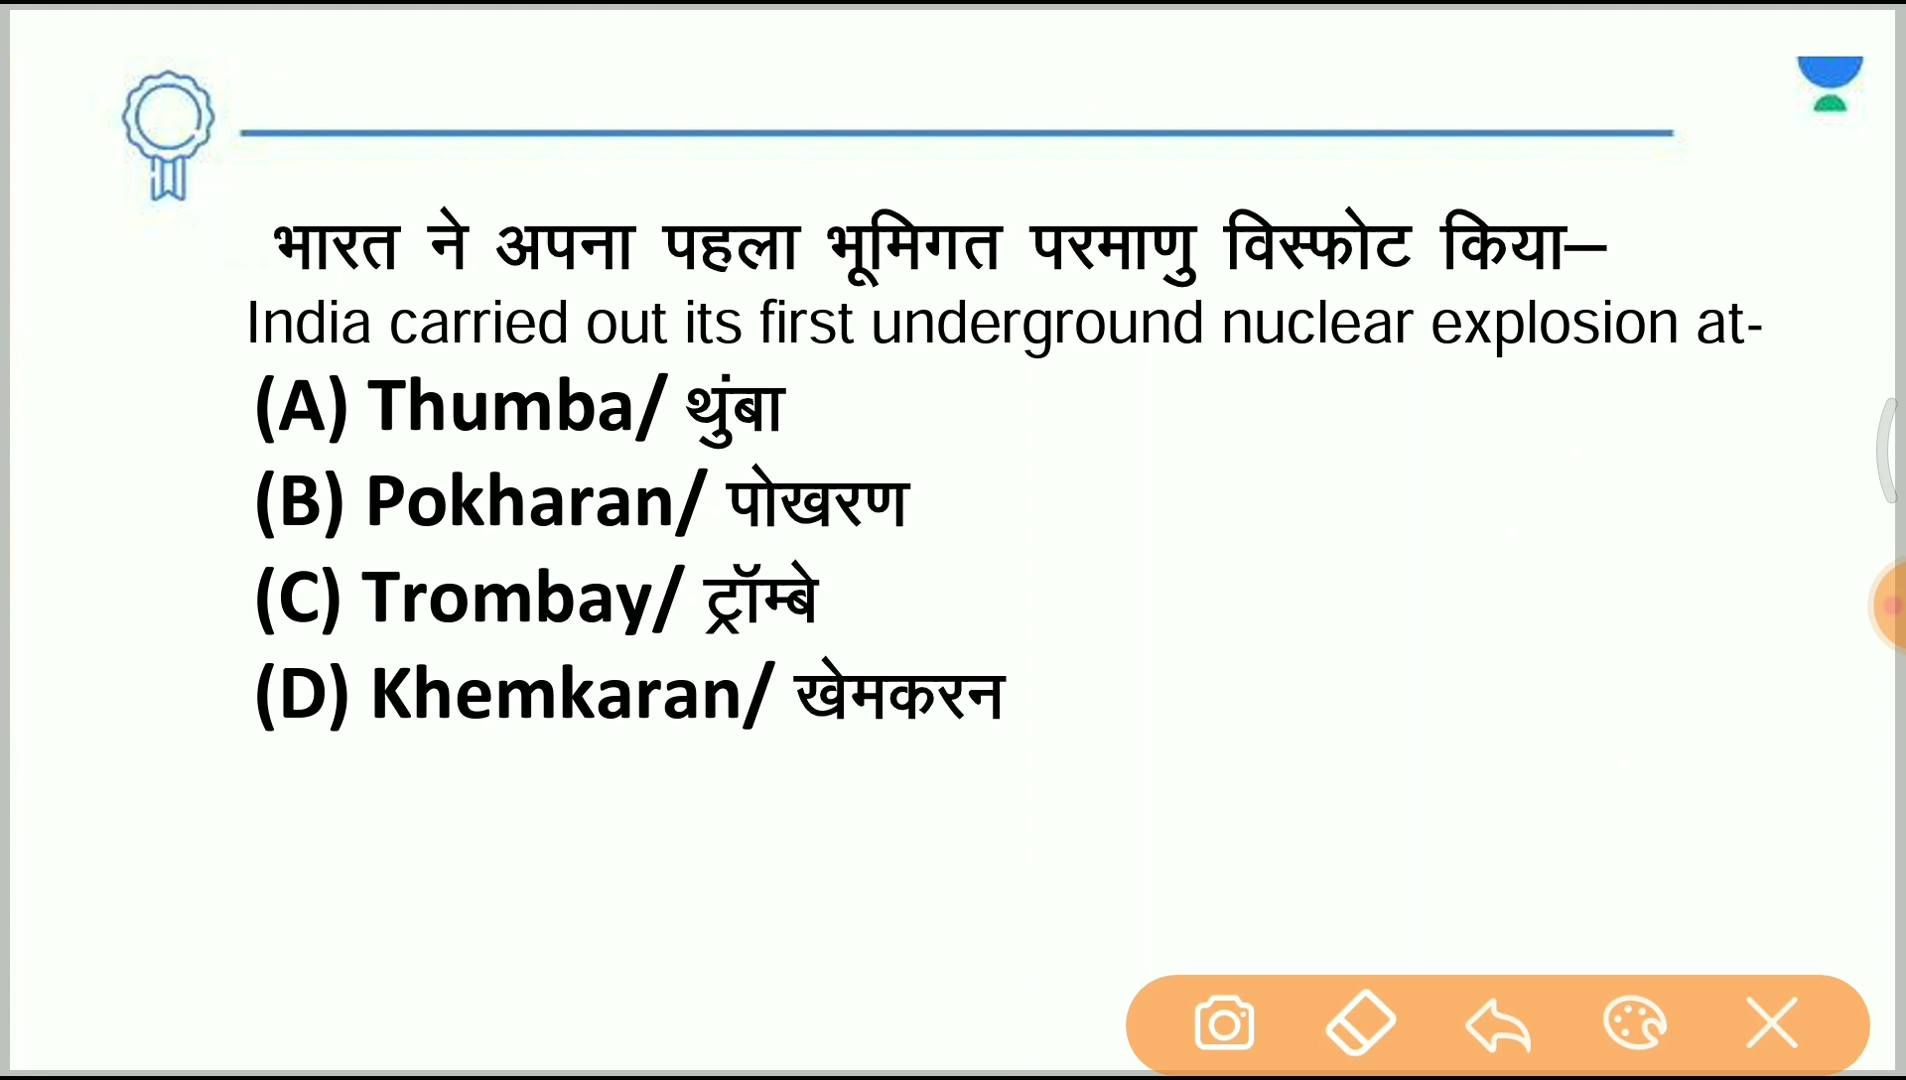 भारत ने अपना पहला भूमिगत परमाणु विस्फोट किया–
India carried out its first underground nuclear explosion at-
(A) Thumba/ थुंबा
(B) Pokharan/ पोखरण
(C) Trombay/ ट्रॉम्बे
(D) Khemkaran/ खेमकरन